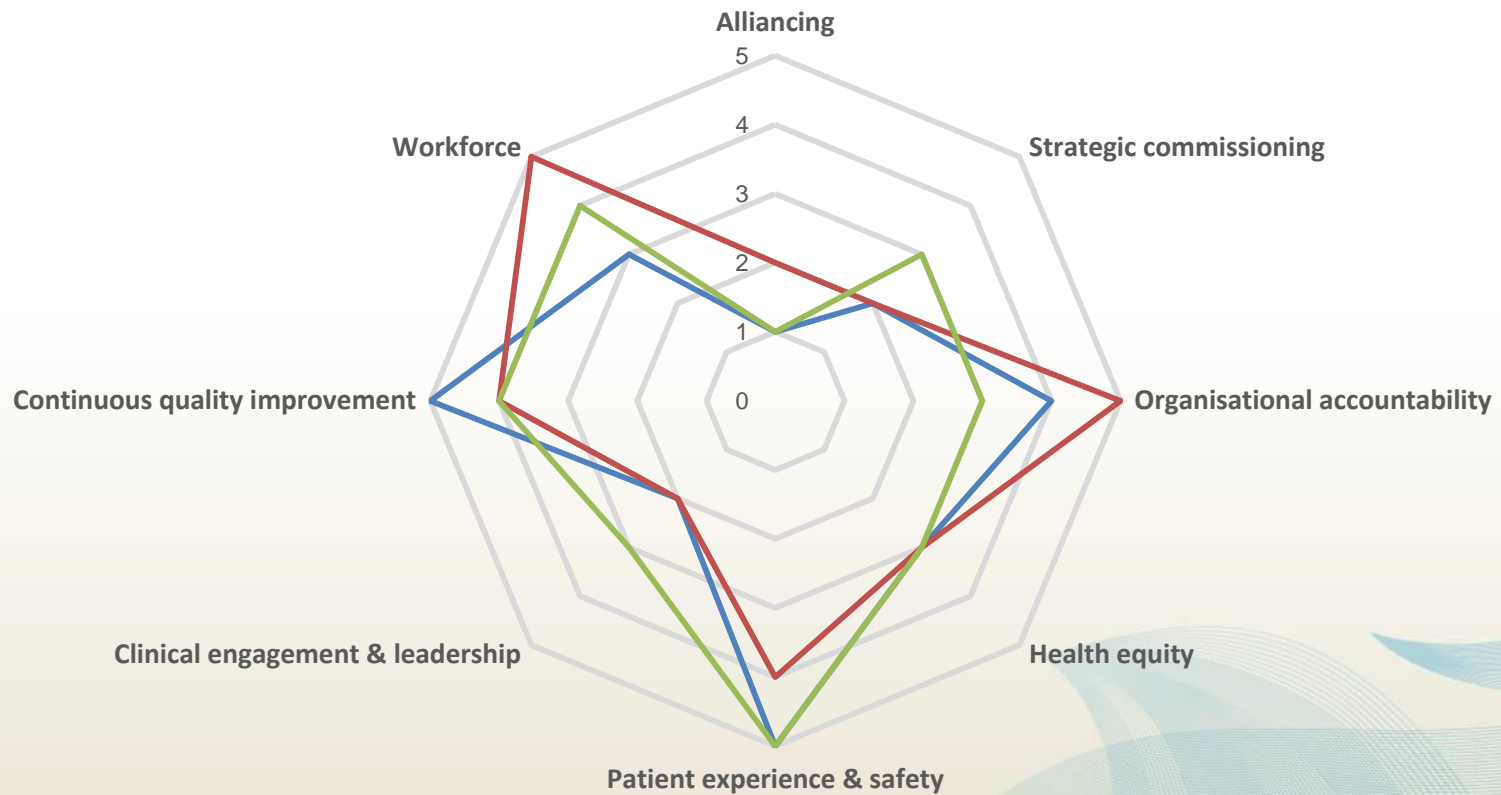 Alliancing
5
4
3
2
1
0
Workforce
Strategic commissioning
Continuous quality improvement
Organisational accountability
Clinical engagement & leadership
Health equity
Patient experience & safety